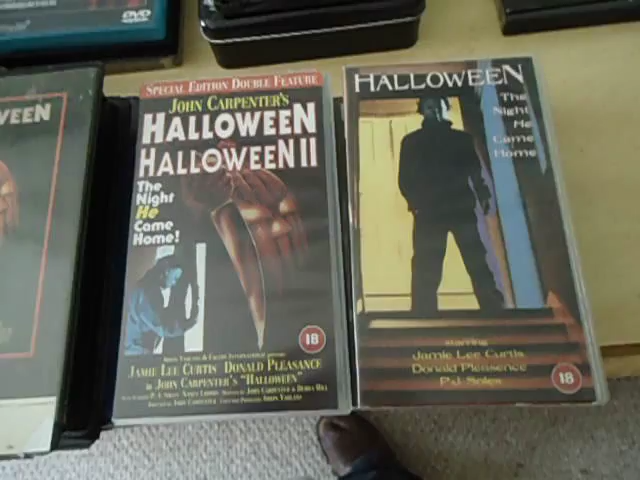 DVD
WEEN
SPECIAL EDITION DOUBLE FEATURE
JOHN CARPENTER'S
HALLOWEEN
HALLOWEEN II
The
Night
He
Came
Home!
18
JAMIE LEE CURTIS DONALD PLEASANCE
in JOHN CARPENTER'S "HALLOWEEN"
HALLOWEEN
The
Night
He
Came
Home
starring
Jamie Lee Curtis
Donald Pleasence
P.J. Soles
18